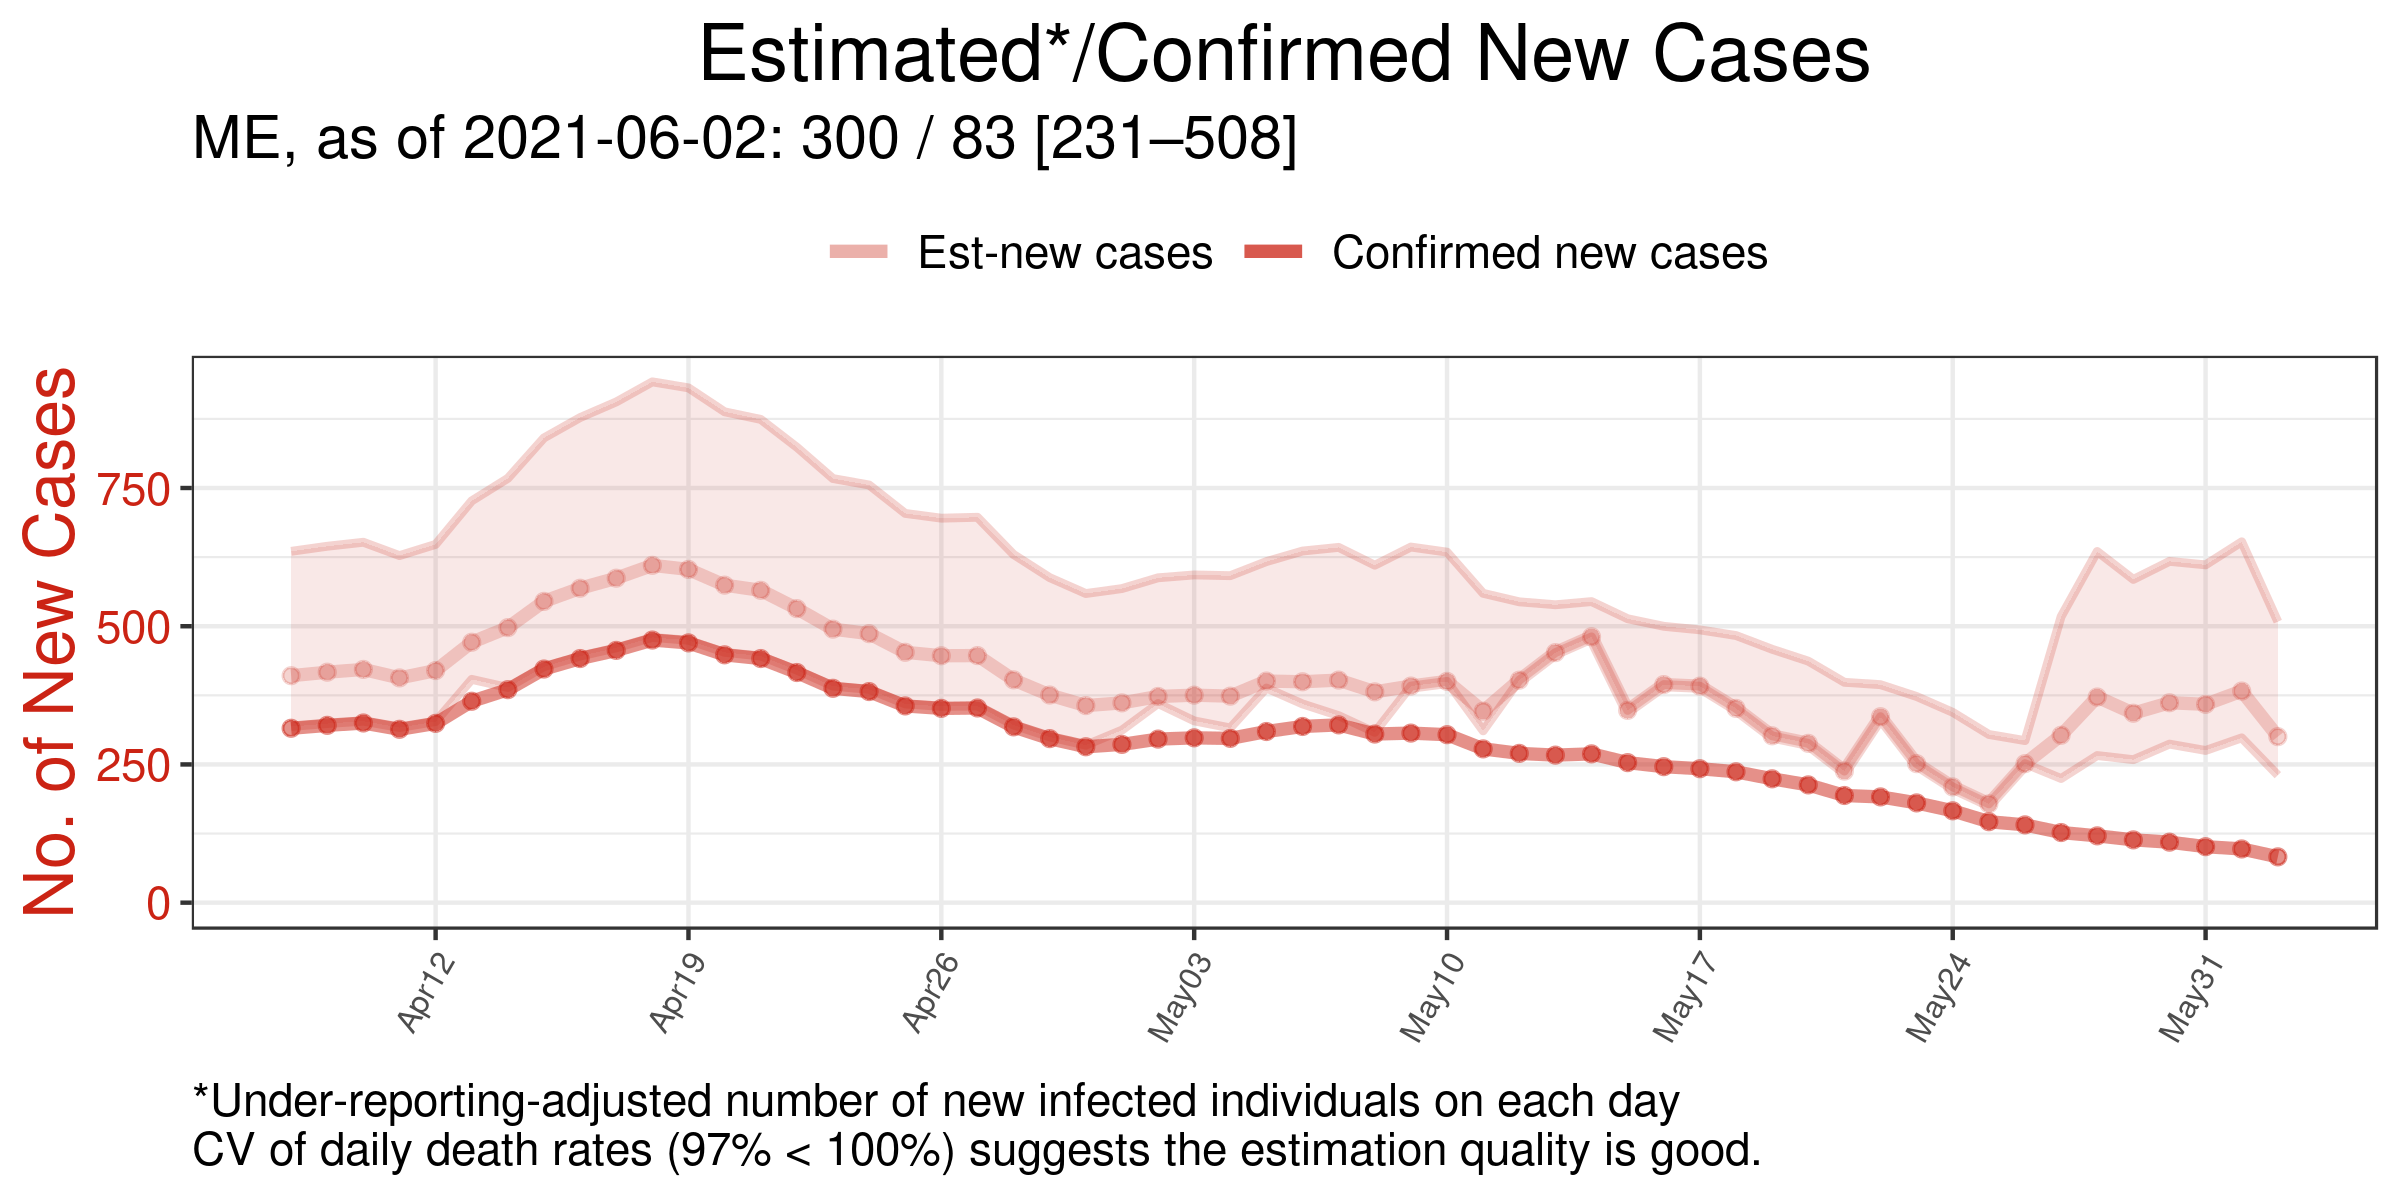 Estimated*/Confirmed New Cases
ME, as of 2021-06-02: 300 / 83 [231–508]
Est-new cases
Confirmed new cases
No. of New Cases
750
500
250
0
Apr12
Apr19
Apr26
May03
May10
May17
May24
May31
*Under-reporting-adjusted number of new infected individuals on each day
CV of daily death rates (97% < 100%) suggests the estimation quality is good.